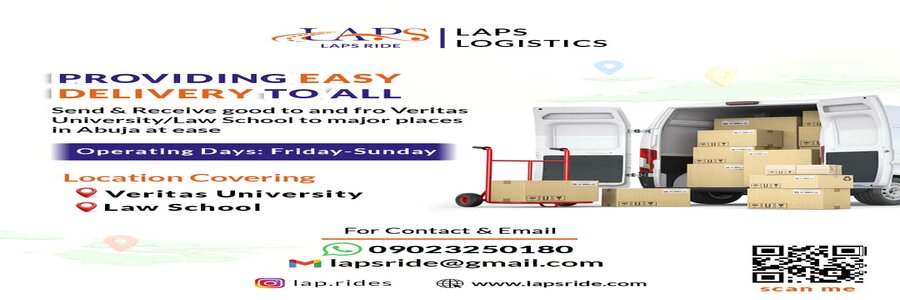 LAPS
LAPS RIDE
LAPS
LOGISTICS
PROVIDING EASY
DELIVERY TO ALL
Send & Receive good to and fro Veritas
University/Law School to major places
in Abuja at ease
Operating Days: Friday-Sunday
Location Covering
Veritas University
Law School
For Contact & Email
09023250180
lapsride@gmail.com
lap.rides
www.lapsride.com
scan me